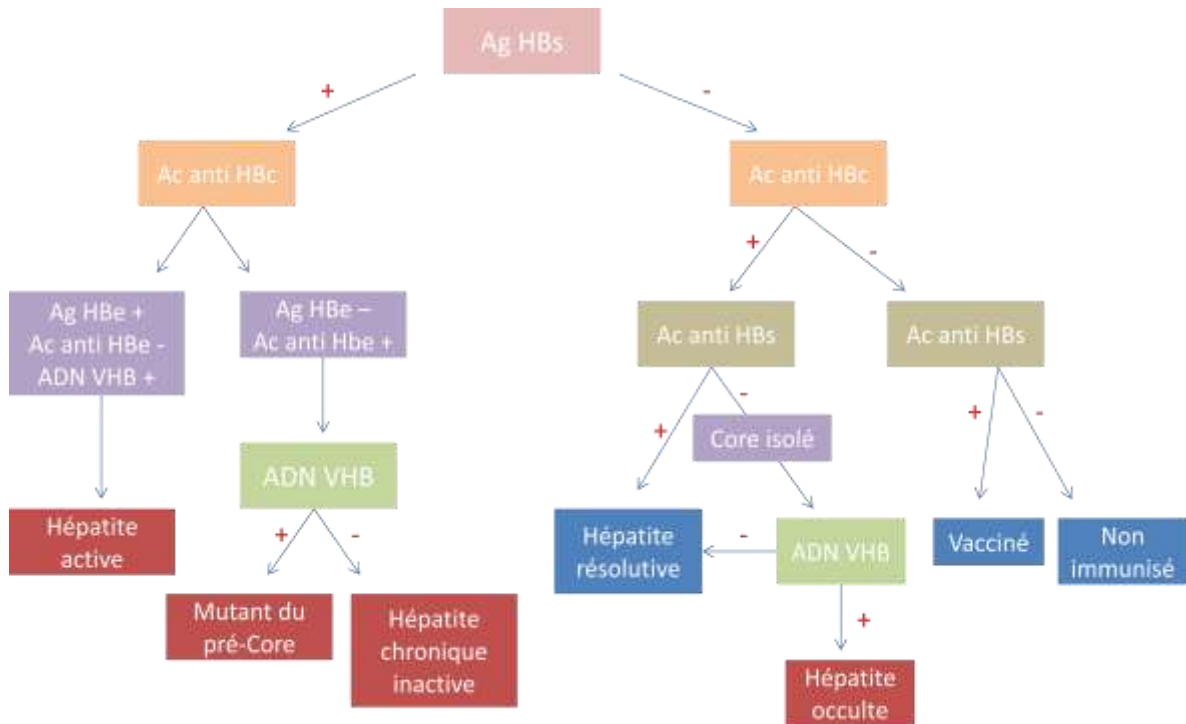 Ag HBs
+
-
Ac anti HBc
Ac anti HBc
+
-
Ag HBe +
Ac anti HBe -
ADN VHB +
Ag HBe –
Ac anti Hbe +
Ac anti HBs
Ac anti HBs
+
-
Core isolé
+
-
ADN VHB
+
-
Hépatite
active
Mutant du
pré-Core
Hépatite
chronique
inactive
Hépatite
résolutive
-
ADN VHB
+
Hépatite
occulte
Vacciné
Non
immunisé